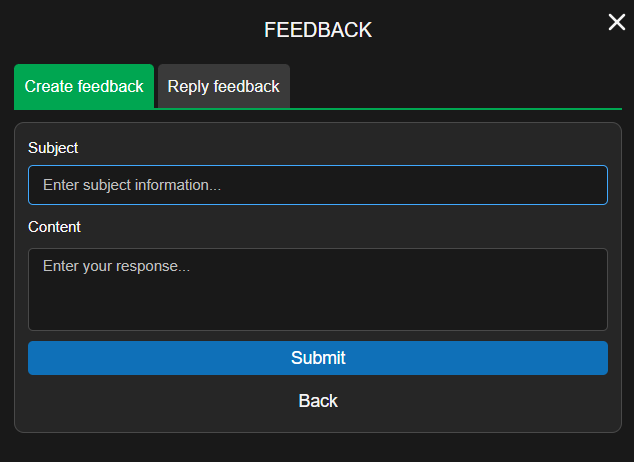 FEEDBACK
Create feedback Reply feedback
Subject
Enter subject information...
Content
Enter your response...
Submit
Back